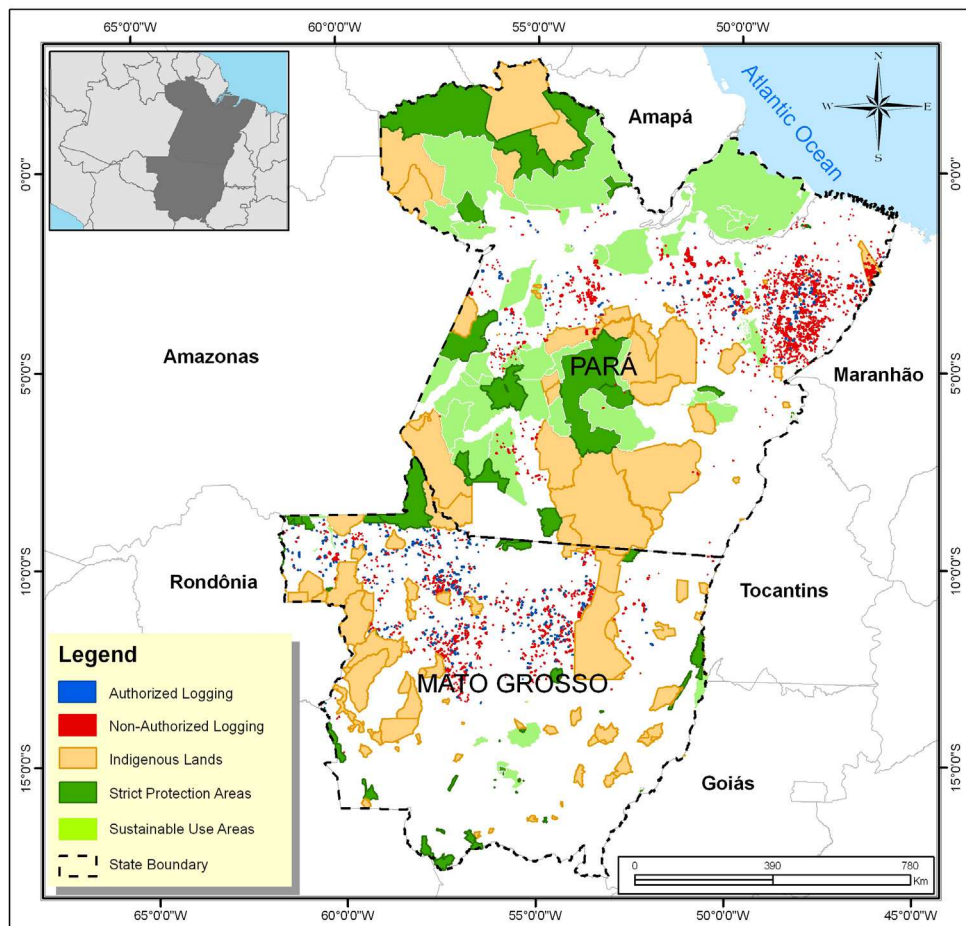 65°0'0"W 60°0'0"W 55°0'0"W 50°0'0"W
Atlantic Ocean
N
W E
S
Amapá
0°0'0" 0°0'0"
Amazonas
PARÁ
Maranhão
5°0'0"S 5°0'0"S
10°0'0"S 10°0'0"S
Rondônia
Tocantins
MATO GROSSO
Goiás
15°0'0"S 15°0'0"S
Legend
Authorized Logging
Non-Authorized Logging
Indigenous Lands
Strict Protection Areas
Sustainable Use Areas
State Boundary
0 390 780
Km
65°0'0"W 60°0'0"W 55°0'0"W 50°0'0"W 45°0'0"W